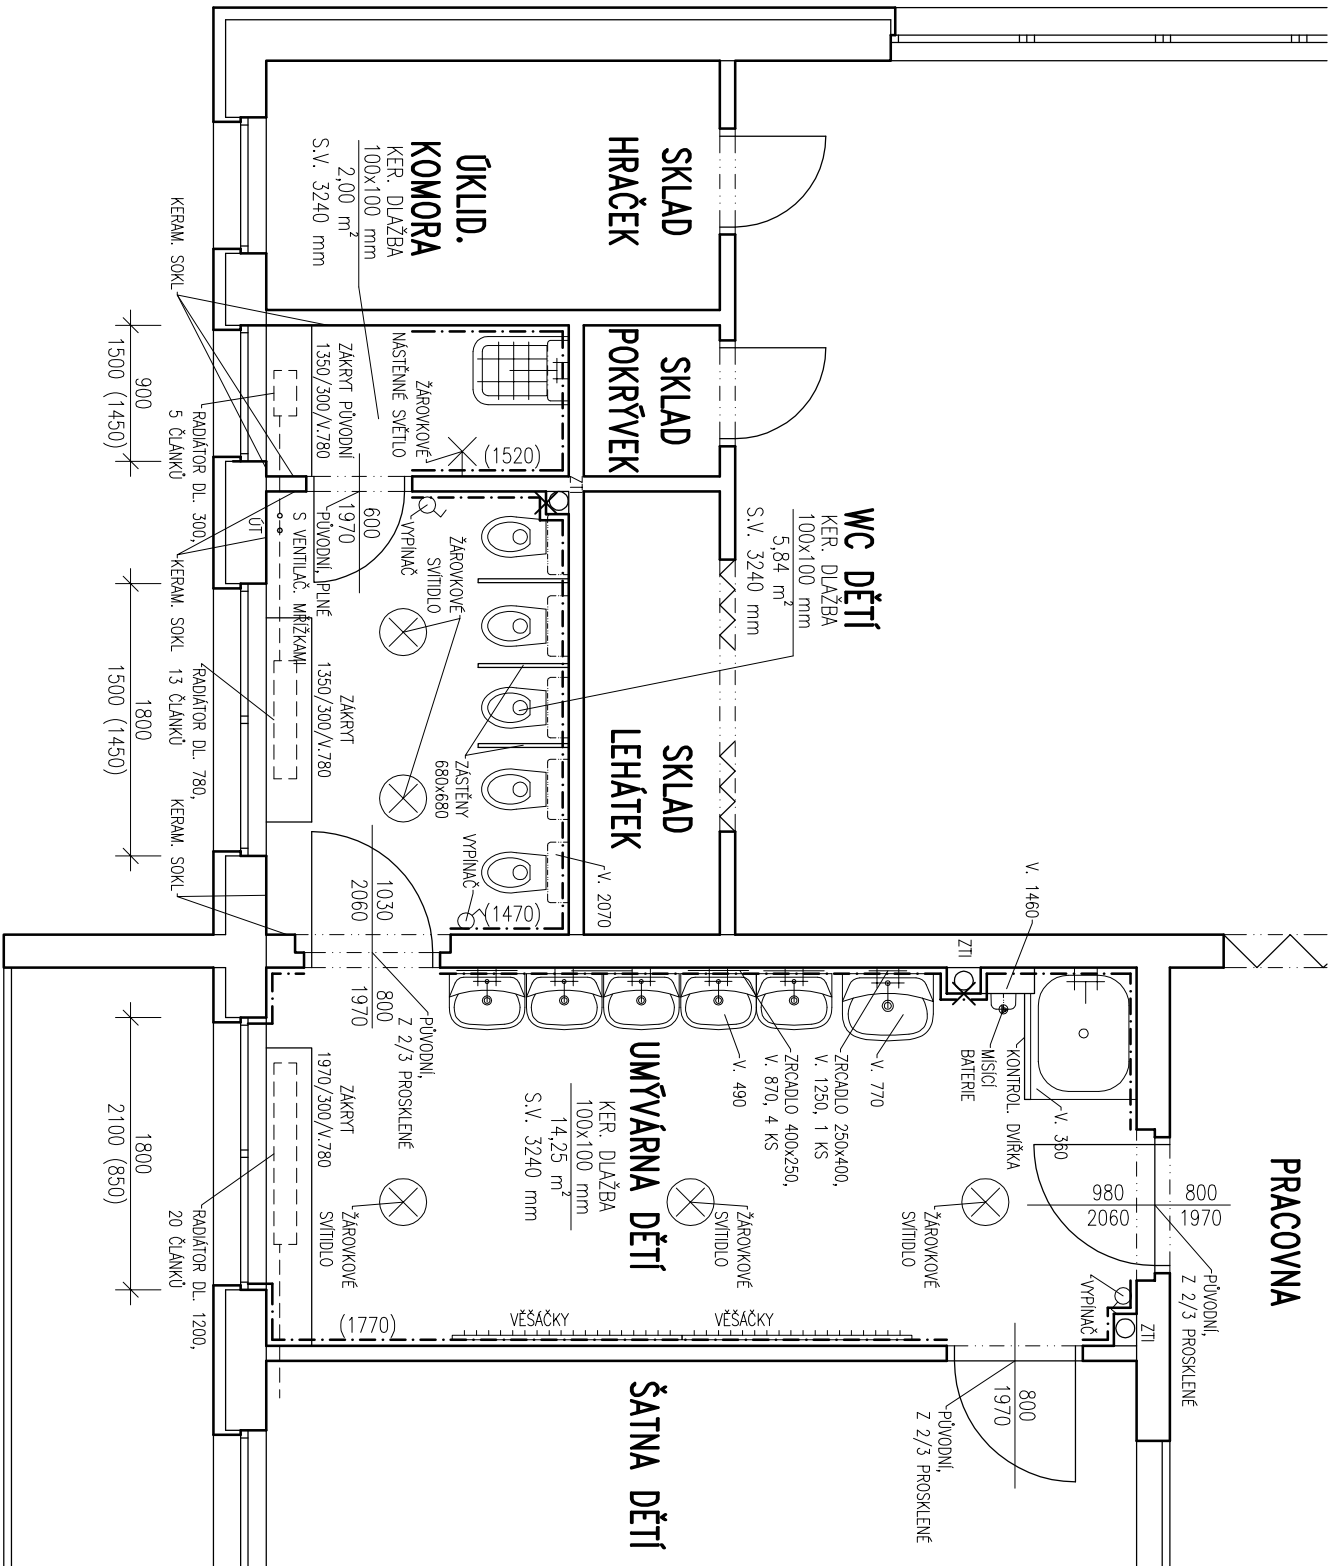 PRACOVNA
800
1970
980
2060
PŮVODNÍ,
Z 2/3 PROSKLENÉ
ZTI
VYPÍNAČ
V. 1460
ZTI
V. 360
KONTROL. DVÍŘKA
MÍSÍCÍ
BATERIE
ŽÁROVKOVÉ
SVÍTIDLO
800
1970
PŮVODNÍ,
Z 2/3 PROSKLENÉ
WC DĚTÍ
KER. DLAŽBA
100x100 mm
5,84 m²
S.V. 3240 mm
V. 770
ZRCADLO 250x400,
V. 1250, 1 KS
ZRCADLO 400x250,
V. 870, 4 KS
V. 490
ŽÁROVKOVÉ
SVÍTIDLO
VĚŠÁČKY
VĚŠÁČKY
SKLAD
HRAČEK
SKLAD
POKRÝVEK
SKLAD
LEHÁTEK
UMÝVÁRNA DĚTÍ
KER. DLAŽBA
100x100 mm
14,25 m²
S.V. 3240 mm
ŠATNA DĚTÍ
ZTI
V. 2070
(1520)
(1470)
ÚKLID.
KOMORA
KER. DLAŽBA
100x100 mm
2,00 m²
S.V. 3240 mm
ŽÁROVKOVÉ
NÁSTĚNNÉ SVĚTLO
VYPÍNAČ
ŽÁROVKOVÉ
SVÍTIDLO
ZÁSTĚNY
680x680
VYPÍNAČ
600
1970
PŮVODNÍ, PLNÉ
S VENTILAČ. MŘÍŽKAMI
1030
2060
800
1970
PŮVODNÍ,
Z 2/3 PROSKLENÉ
ZÁKRYT PŮVODNÍ
1350/300/V.780
ZÁKRYT
1350/300/V.780
ZÁKRYT
1970/300/V.780
ŽÁROVKOVÉ
SVÍTIDLO
(1770)
ÚT
KERAM. SOKL
RADIÁTOR DL. 300,
5 ČLÁNKŮ
KERAM. SOKL
RADIÁTOR DL. 780,
13 ČLÁNKŮ
KERAM. SOKL
RADIÁTOR DL. 1200,
20 ČLÁNKŮ
900
1500 (1450)
1800
1500 (1450)
1800
2100 (850)